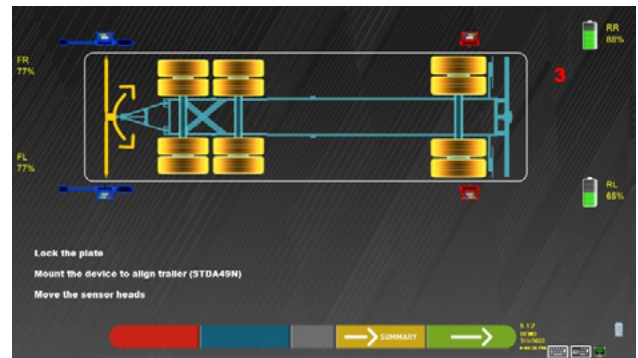 RR
88%
FR
77%
3
FL
77%
RL
65%
Lock the plate
Mount the device to align trailer (STDA49N)
Move the sensor heads
SUMMARY
DEMO